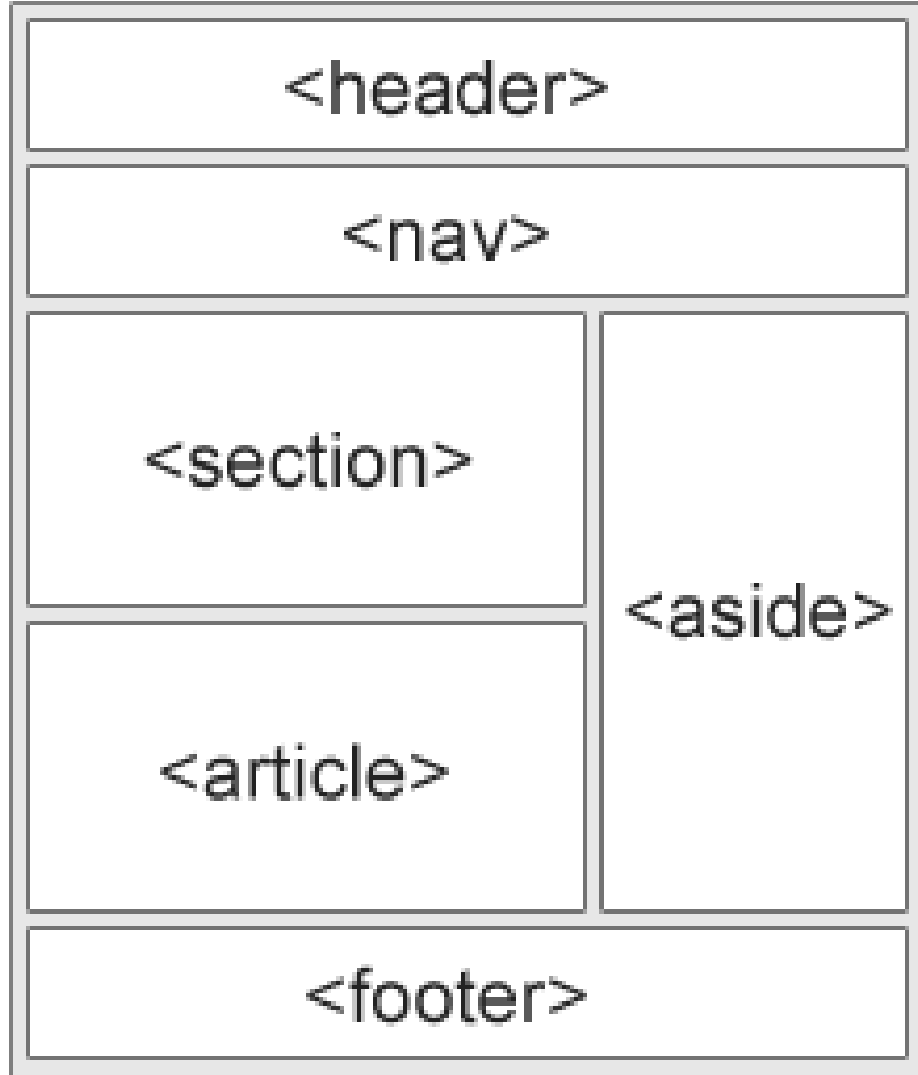 <header>
<nav>
<section>
<article>
<aside>
<footer>